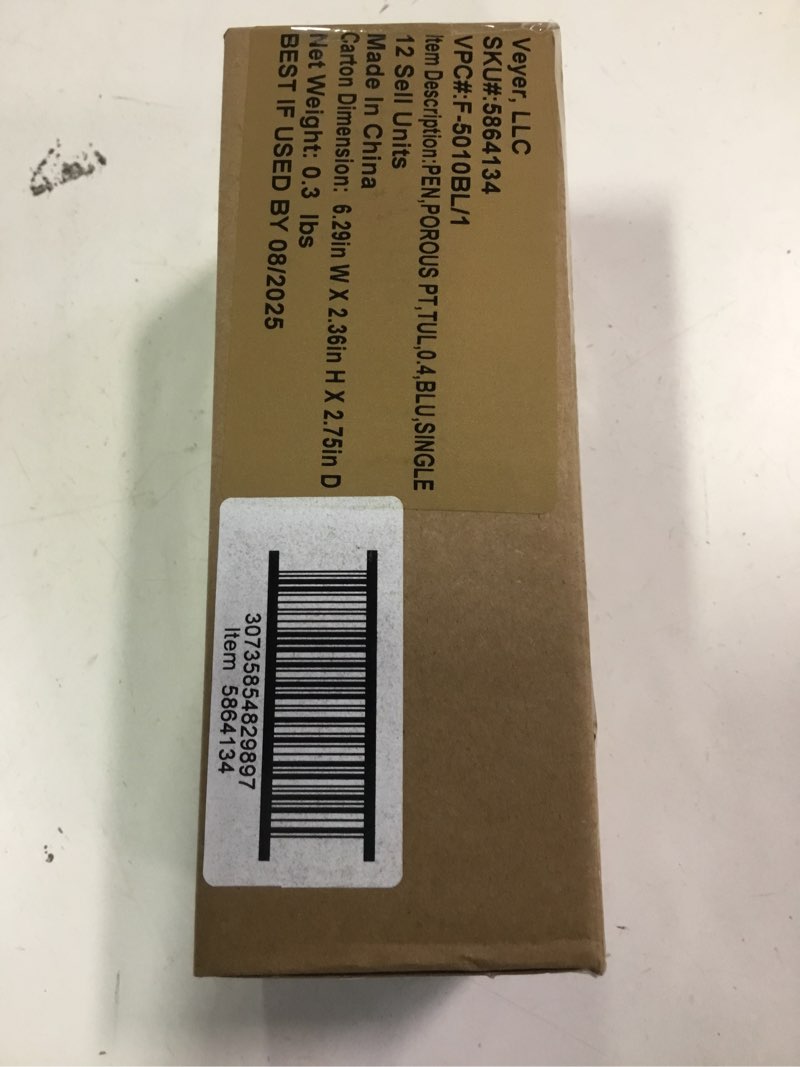 Veyer, LLC
SKU#:5864134
VPC#:F-5010BL/1
Item Description:PEN,POROUS PT,TUL,0.4,BLU,SINGLE
12 Sell Units
Made In China
Carton Dimension: 6.29in W X 2.36in H X 2.75in D
Net Weight: 0.3 lbs
BEST IF USED BY 08/2025
30735854829897
Item 5864134